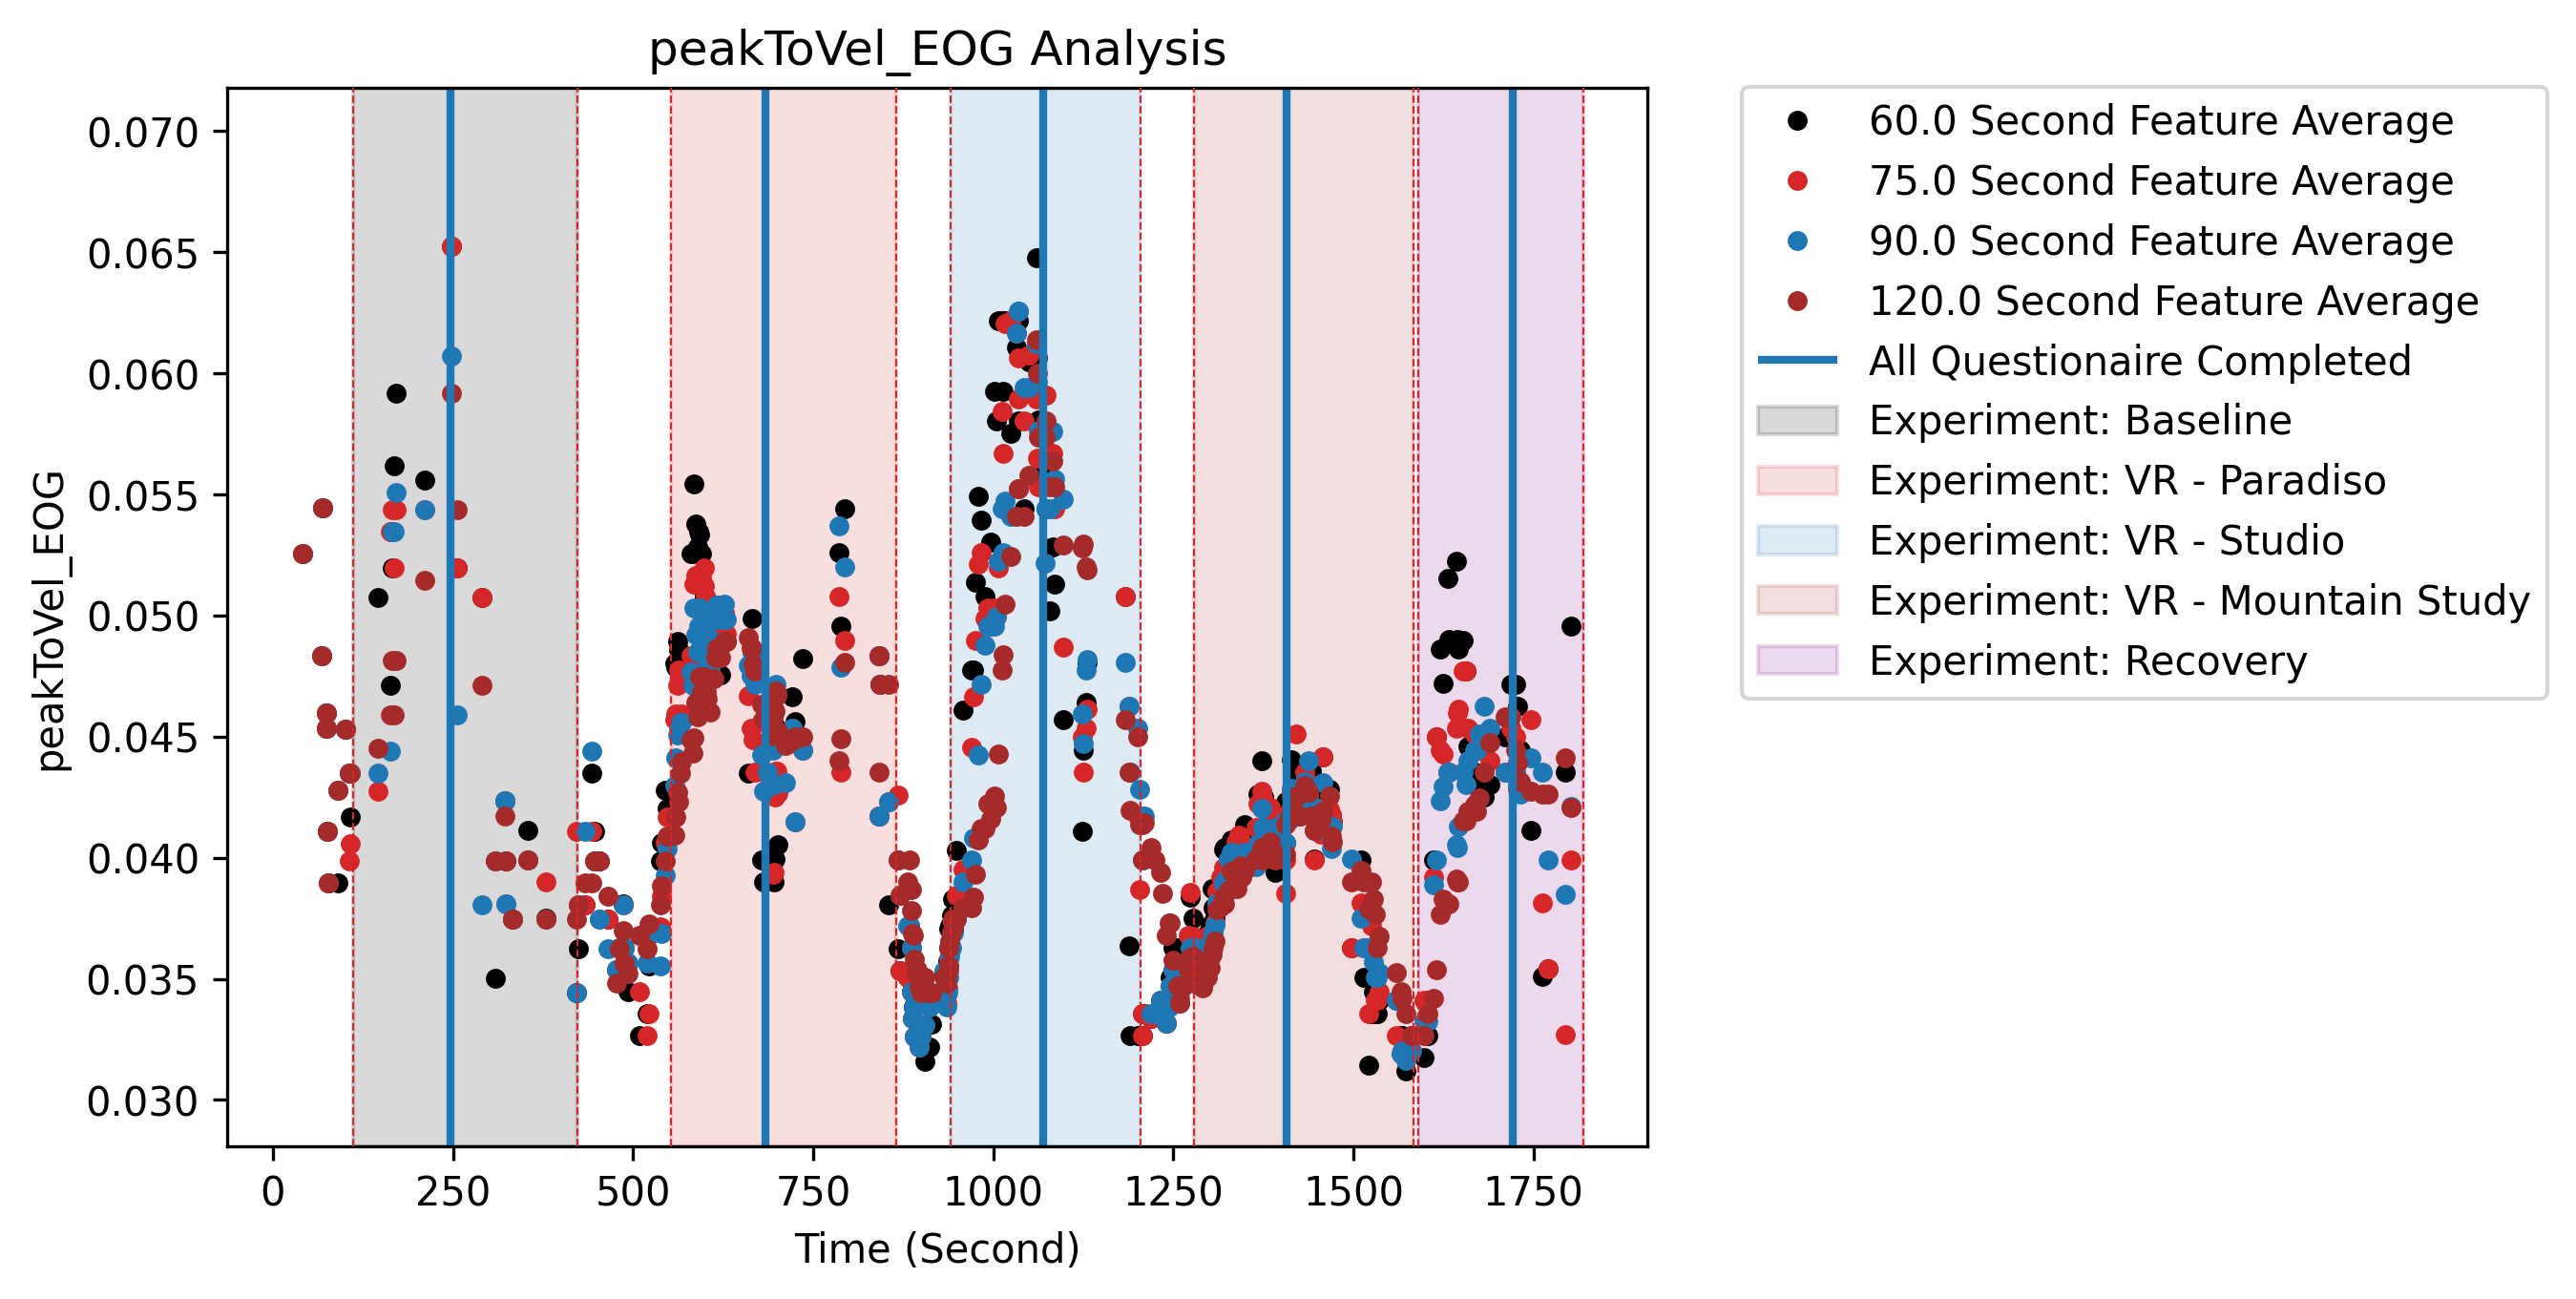 peakToVel_EOG Analysis
0.070
0.065
0.060
0.055
0.050
0.045
0.040
0.035
0.030
peakToVel_EOG
0 250 500 750 1000 1250 1500 1750
Time (Second)
60.0 Second Feature Average
75.0 Second Feature Average
90.0 Second Feature Average
120.0 Second Feature Average
All Questionaire Completed
Experiment: Baseline
Experiment: VR - Paradiso
Experiment: VR - Studio
Experiment: VR - Mountain Study
Experiment: Recovery